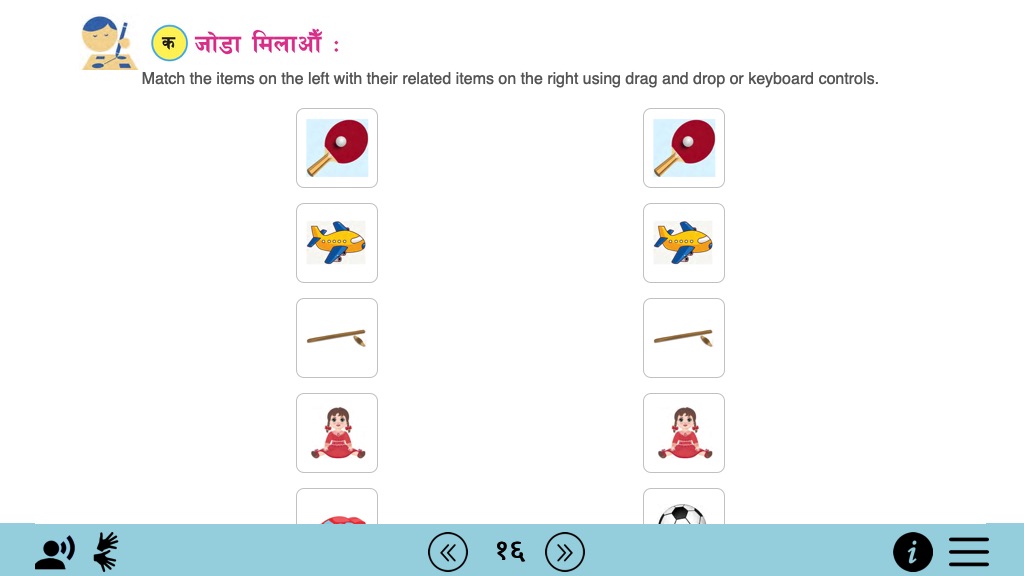 क जोडा मिलाऔँ :
Match the items on the left with their related items on the right using drag and drop or keyboard controls.
१६
i